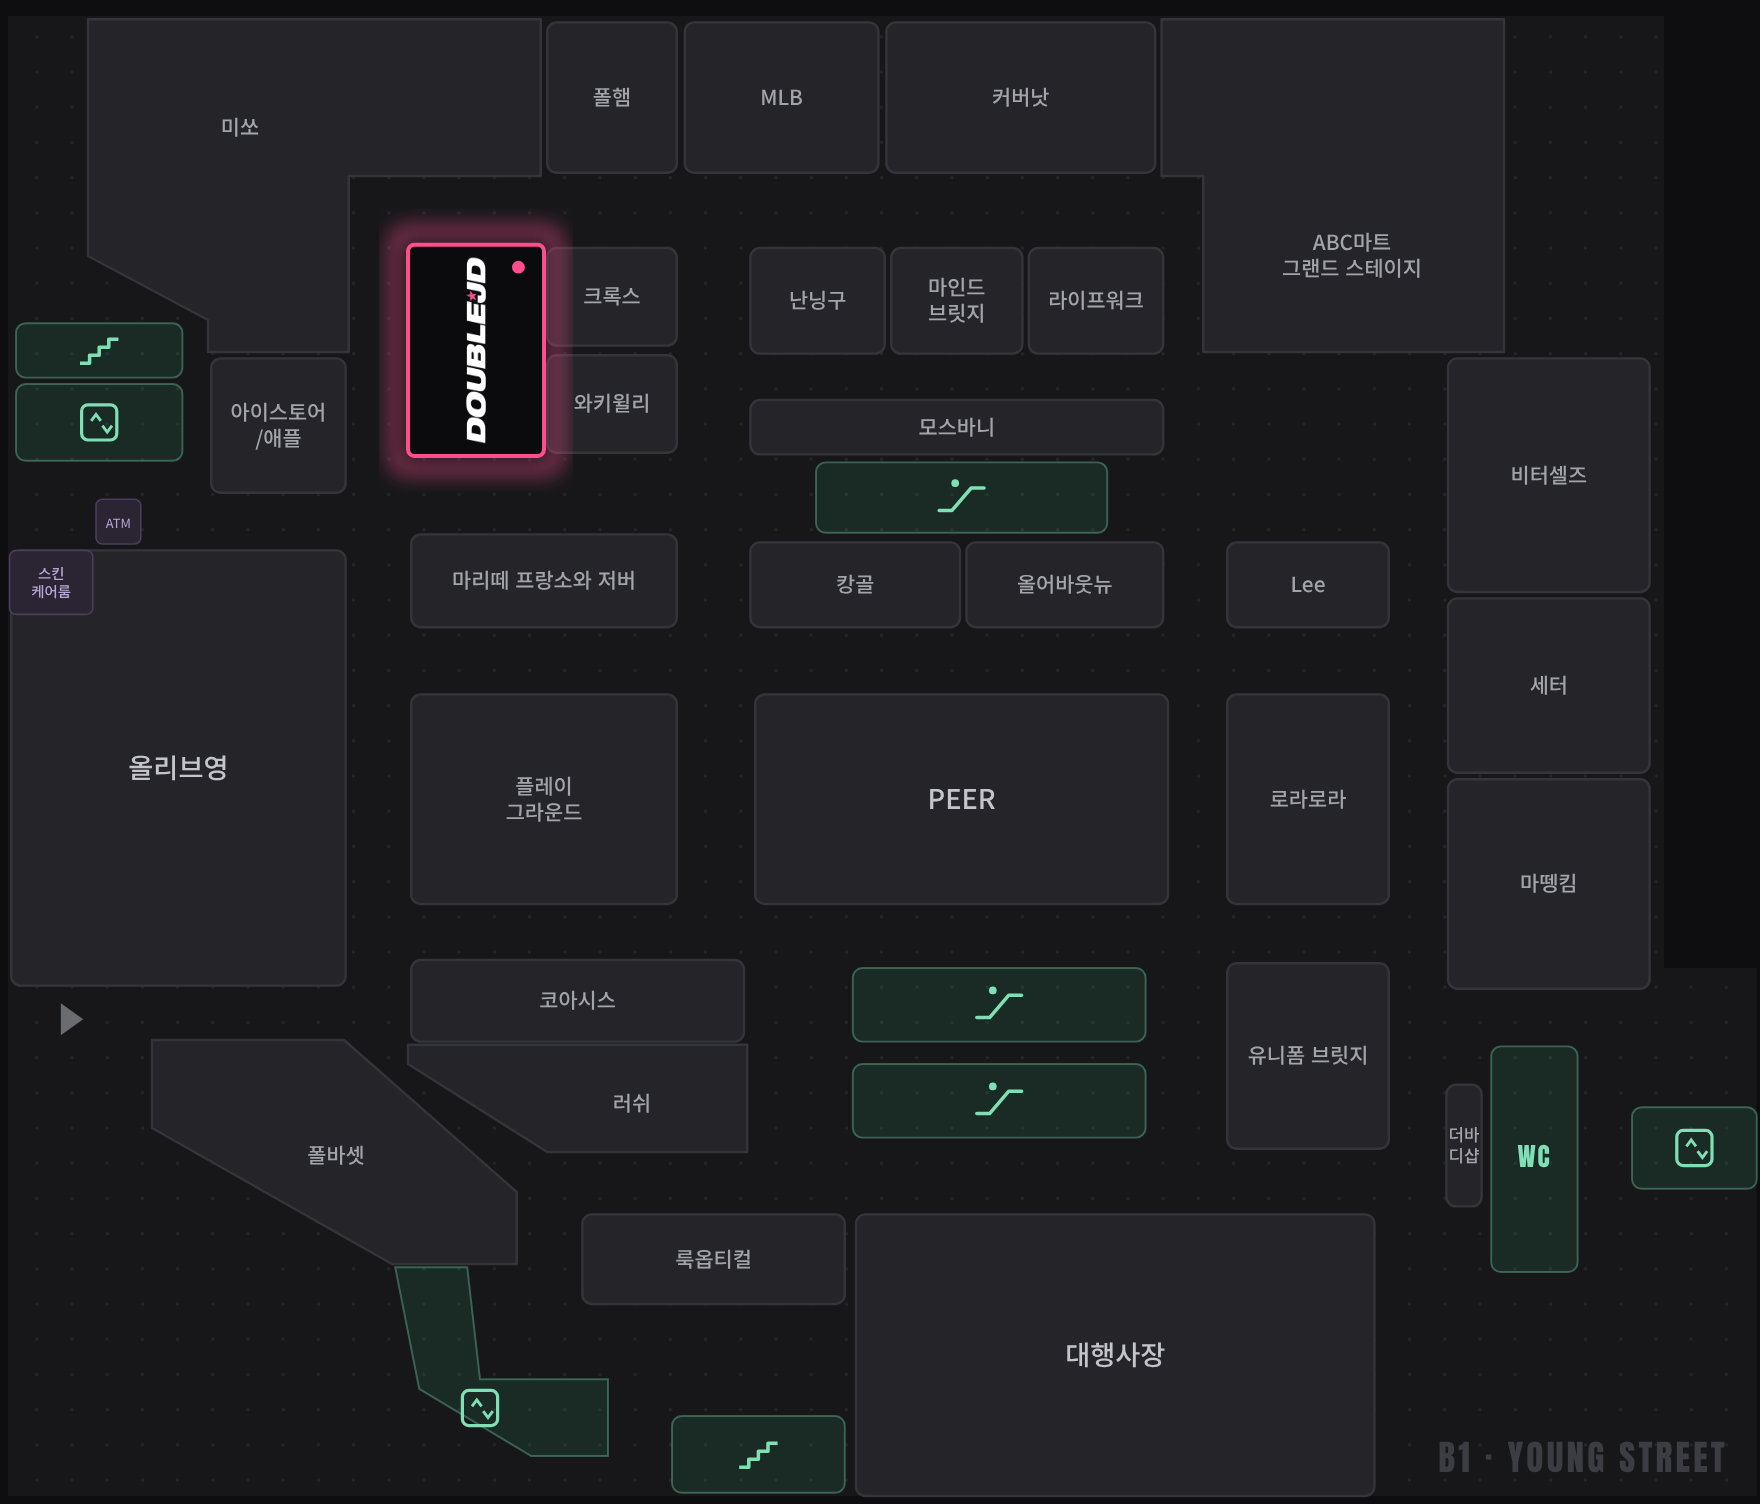 미쏘
폴햄
MLB
커버낫
ABC마트
그랜드 스테이지
DOUBLE★JD
크록스
와키윌리
난닝구
마인드
브릿지
라이프워크
모스바니
아이스토어
/애플
비터셀즈
ATM
스킨
케어룸
마리떼 프랑소와 저버
캉골
올어바웃뉴
Lee
세터
올리브영
플레이
그라운드
PEER
로라로라
마뗑킴
코아시스
러쉬
유니폼 브릿지
폴바셋
더바
디샵
WC
룩옵티컬
대행사장
B1 · YOUNG STREET